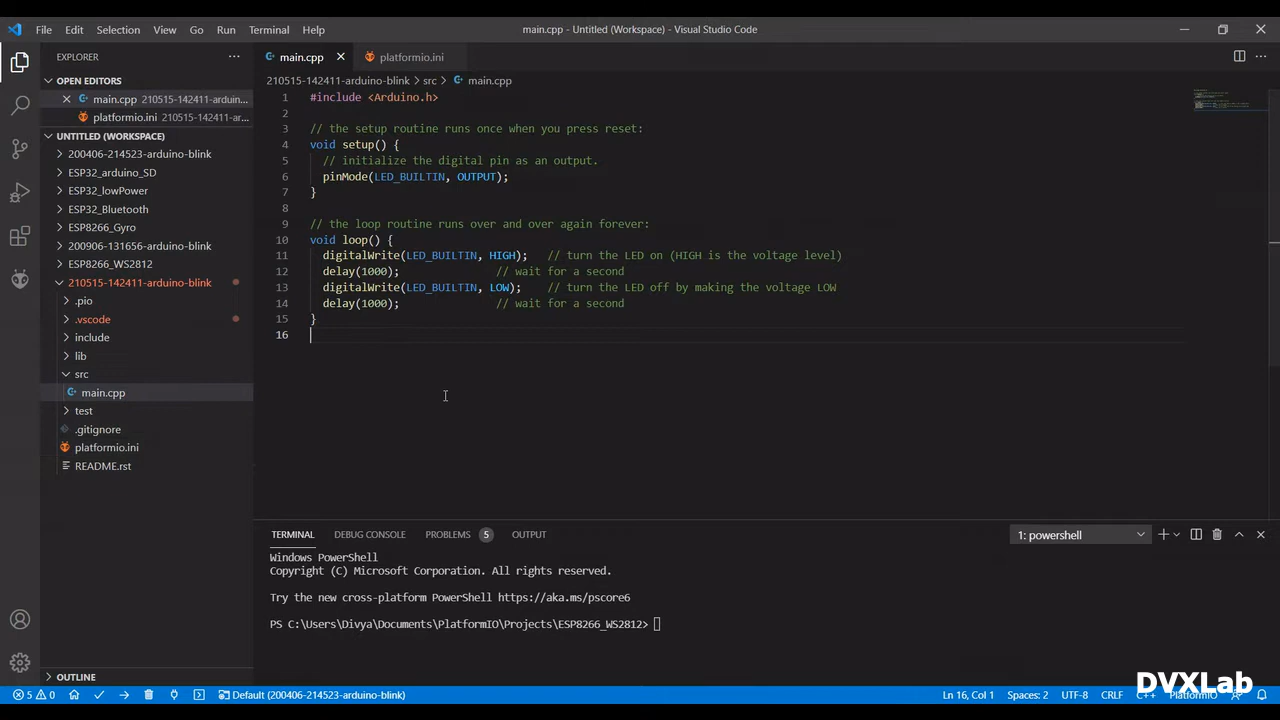 File Edit Selection View Go Run Terminal Help main.cpp - Untitled (Workspace) - Visual Studio Code
EXPLORER
OPEN EDITORS
main.cpp 210515-142411-arduin...
platformio.ini 210515-142411-ar...
UNTITLED (WORKSPACE)
200406-214523-arduino-blink
ESP32_arduino_SD
ESP32_lowPower
ESP32_Bluetooth
ESP8266_Gyro
200906-131656-arduino-blink
ESP8266_WS2812
210515-142411-arduino-blink
.pio
.vscode
include
lib
src
main.cpp
test
.gitignore
platformio.ini
README.rst
OUTLINE
main.cpp platformio.ini
210515-142411-arduino-blink > src > main.cpp
1 #include <Arduino.h>
2
3 // the setup routine runs once when you press reset:
4 void setup() {
5 // initialize the digital pin as an output.
6 pinMode(LED_BUILTIN, OUTPUT);
7 }
8
9 // the loop routine runs over and over again forever:
10 void loop() {
11 digitalWrite(LED_BUILTIN, HIGH); // turn the LED on (HIGH is the voltage level)
12 delay(1000); // wait for a second
13 digitalWrite(LED_BUILTIN, LOW); // turn the LED off by making the voltage LOW
14 delay(1000); // wait for a second
15 }
16
TERMINAL DEBUG CONSOLE PROBLEMS 5 OUTPUT 1: powershell
Windows PowerShell
Copyright (C) Microsoft Corporation. All rights reserved.
Try the new cross-platform PowerShell https://aka.ms/pscore6
PS C:\Users\Divya\Documents\PlatformIO\Projects\ESP8266_WS2812>
5 0 Default (200406-214523-arduino-blink) Ln 16, Col 1 Spaces: 2 UTF-8 CRLF C++ PlatformIO
DVXLab